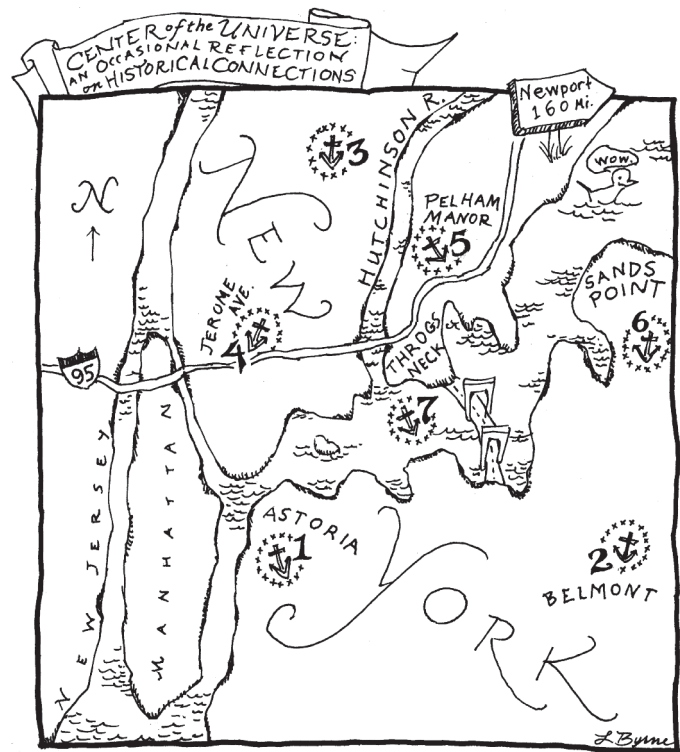 CENTER of the UNIVERSE:
AN OCCASIONAL REFLECTION
on HISTORICAL CONNECTIONS
Newport
160 Mi.
WOW.
3
HUTCHINSON R.
N
NEW
PELHAM
MANOR
5
SANDS
POINT
6
JEROME
AVE.
4
THROGS
NECK
95
7
NEW JERSEY
MANHATTAN
ASTORIA
1
YORK
2
BELMONT
L. Byrne